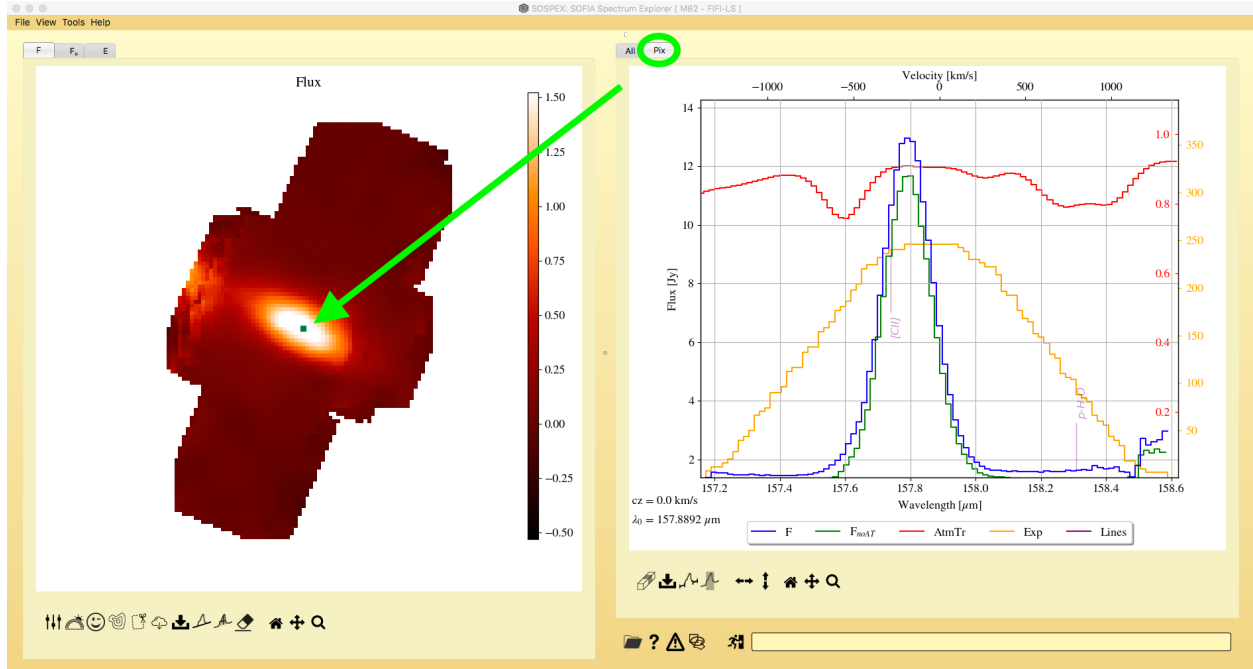 SOSPEX: SOFIA Spectrum Explorer [ M82 - FIFI-LS ]
File View Tools Help
F Fₒ E
Flux
1.50
1.25
1.00
0.75
0.50
0.25
0.00
−0.25
−0.50
All Pix
Velocity [km/s]
−1000 −500 0 500 1000
14
12
10
8
6
4
2
Flux [Jy]
1.0
0.8
0.6
0.4
0.2
350
300
250
200
150
100
50
[CII]
p-H₂O
157.2 157.4 157.6 157.8 158.0 158.2 158.4 158.6
Wavelength [μm]
cz = 0.0 km/s
λ₀ = 157.8892 μm
F FₙₒAT AtmTr Exp Lines